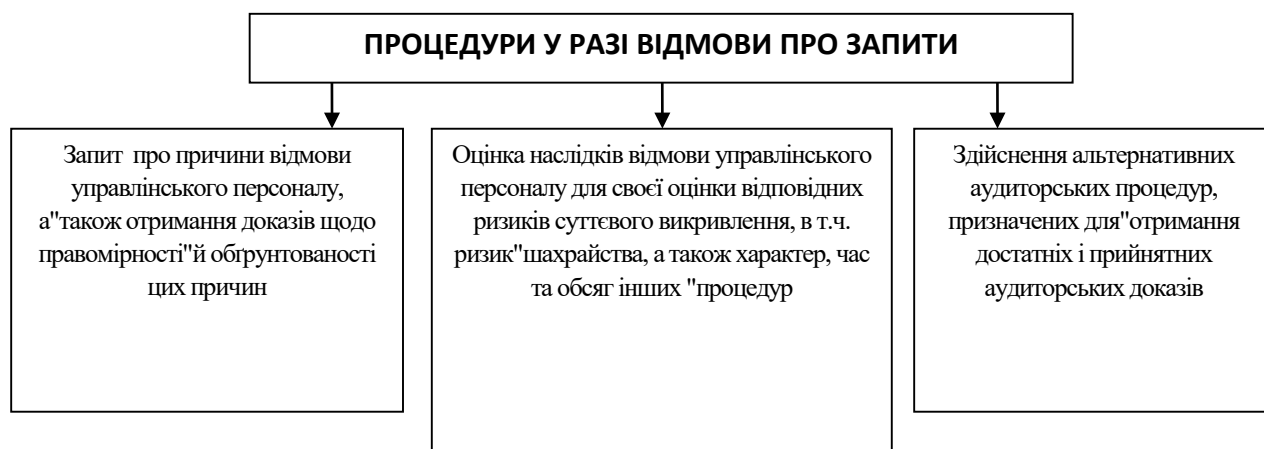 ПРОЦЕДУРИ У РАЗІ ВІДМОВИ ПРО ЗАПИТИ
Запит про причини відмови
управлінського персоналу,
а"також отримання доказів щодо
правомірності"й обґрунтованості
цих причин
Оцінка наслідків відмови управлінського
персоналу для своєї оцінки відповідних
ризиків суттєвого викривлення, в т.ч.
ризик"шахрайства, а також характер, час
та обсяг інших "процедур
Здійснення альтернативних
аудиторських процедур,
призначених для"отримання
достатніх і прийнятних
аудиторських доказів